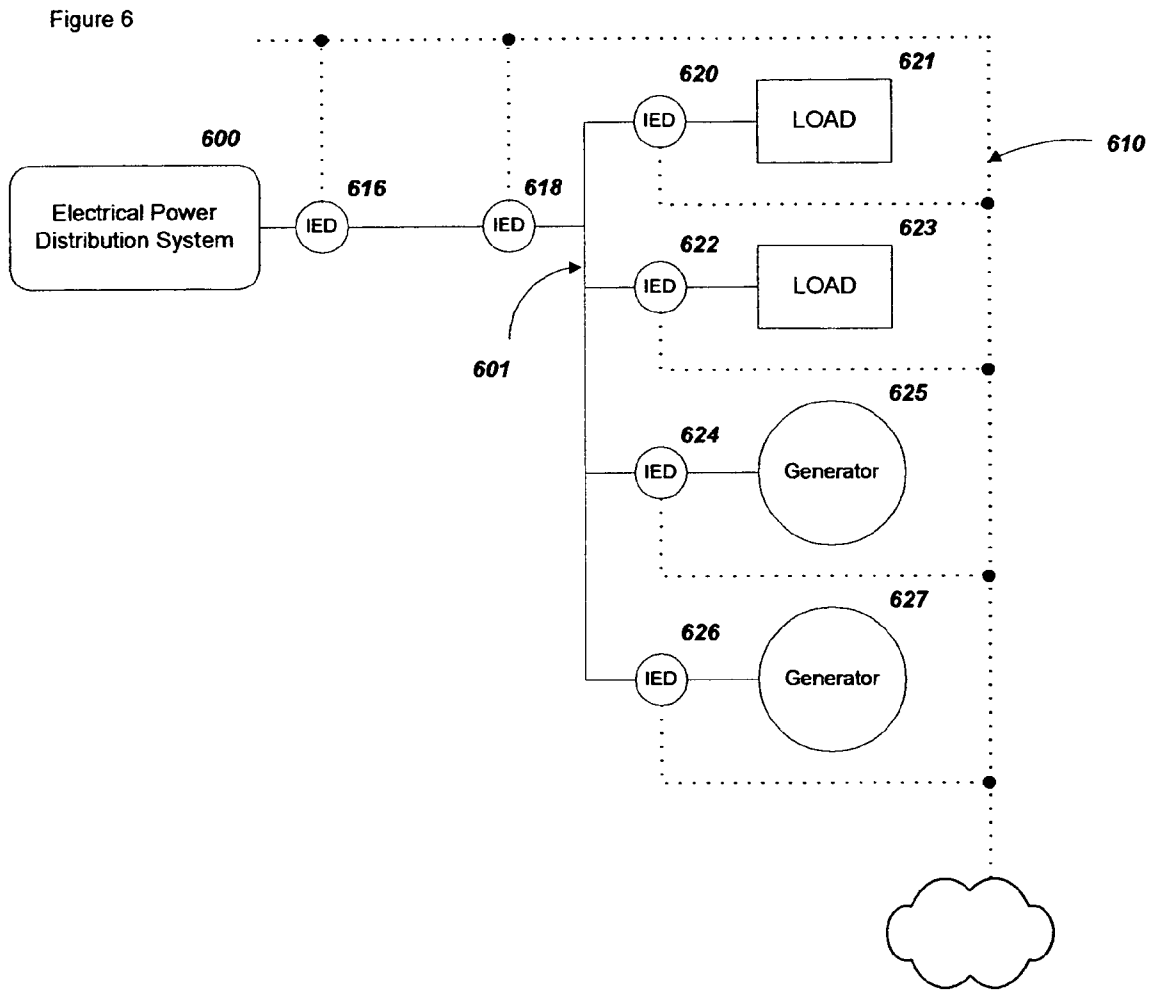 Figure 6
620
621
IED
LOAD
600
610
616
618
Electrical Power
Distribution System
IED
IED
622
623
IED
LOAD
601
624
625
IED
Generator
626
627
IED
Generator